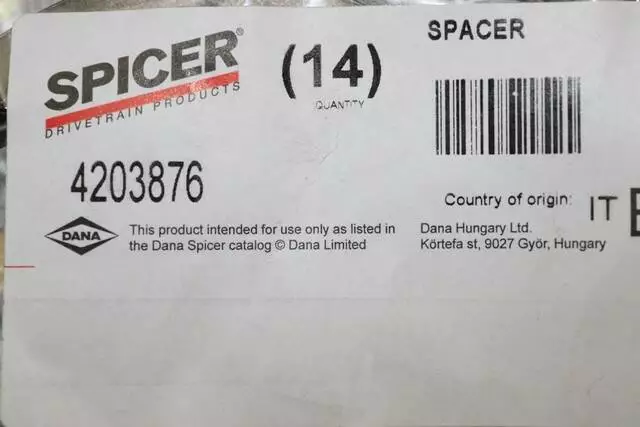 SPICER®
DRIVETRAIN PRODUCTS
(14)
QUANTITY
SPACER
4203876
Country of origin: IT
DANA
This product intended for use only as listed in
the Dana Spicer catalog © Dana Limited
Dana Hungary Ltd.
Körtefa st, 9027 Györ, Hungary